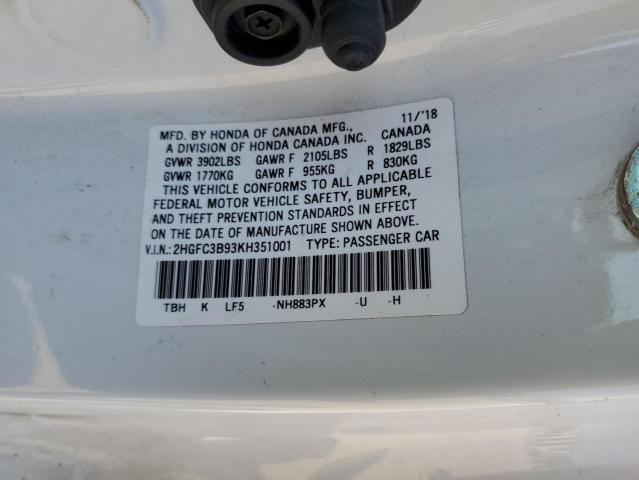 MFD. BY HONDA OF CANADA MFG., 11/'18
A DIVISION OF HONDA CANADA INC. CANADA
GVWR 3902LBS GAWR F 2105LBS R 1829LBS
GVWR 1770KG GAWR F 955KG R 830KG
THIS VEHICLE CONFORMS TO ALL APPLICABLE
FEDERAL MOTOR VEHICLE SAFETY, BUMPER,
AND THEFT PREVENTION STANDARDS IN EFFECT
ON THE DATE OF MANUFACTURE SHOWN ABOVE.
V.I.N.: 2HGFC3B93KH351001 TYPE: PASSENGER CAR
TBH K LF5 -NH883PX -U -H